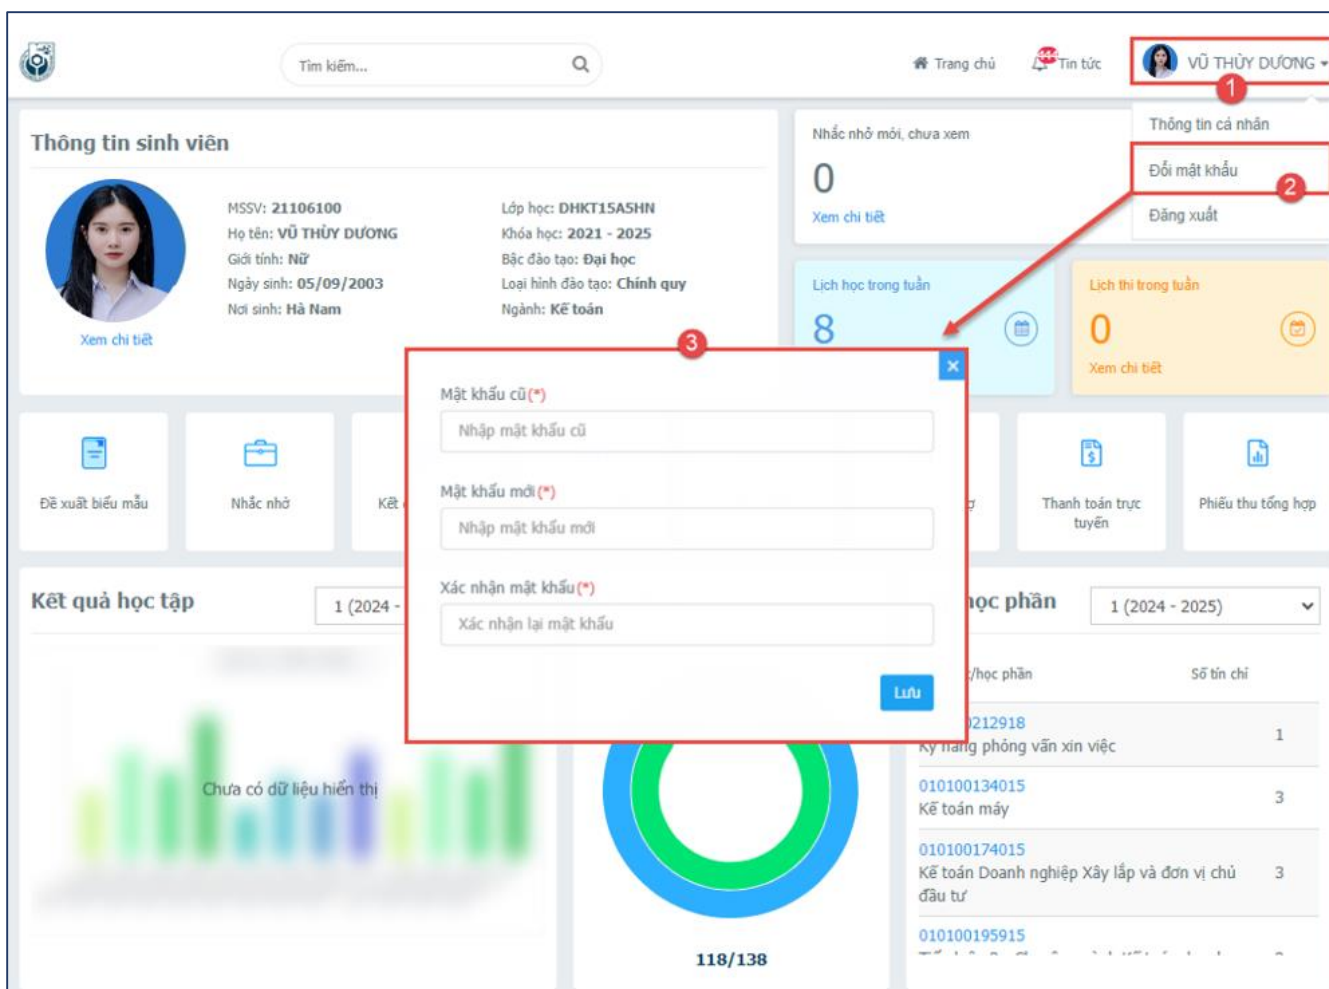 Tìm kiếm...
Trang chủ
Tin tức
VŨ THÙY DƯƠNG
1
Thông tin cá nhân
Đổi mật khẩu
2
Đăng xuất
Thông tin sinh viên
MSSV: 21106100
Họ tên: VŨ THÙY DƯƠNG
Giới tính: Nữ
Ngày sinh: 05/09/2003
Nơi sinh: Hà Nam
Xem chi tiết
Lớp học: DHKT15A5HN
Khóa học: 2021 - 2025
Bậc đào tạo: Đại học
Loại hình đào tạo: Chính quy
Ngành: Kế toán
Nhắc nhở mới, chưa xem
0
Xem chi tiết
Lịch học trong tuần
8
Lịch thi trong tuần
0
Xem chi tiết
3
Mật khẩu cũ(*)
Nhập mật khẩu cũ
Mật khẩu mới(*)
Nhập mật khẩu mới
Xác nhận mật khẩu(*)
Xác nhận lại mật khẩu
Lưu
Đề xuất biểu mẫu
Nhắc nhở
Kết
Thanh toán trực
tuyến
Phiếu thu tổng hợp
Kết quả học tập
1 (2024 -
Chưa có dữ liệu hiển thị
118/138
học phần
1 (2024 - 2025)
/học phần
Số tín chỉ
0212918
Kỹ năng phỏng vấn xin việc
1
010100134015
Kế toán máy
3
010100174015
Kế toán Doanh nghiệp Xây lắp và đơn vị chủ
đầu tư
3
010100195915